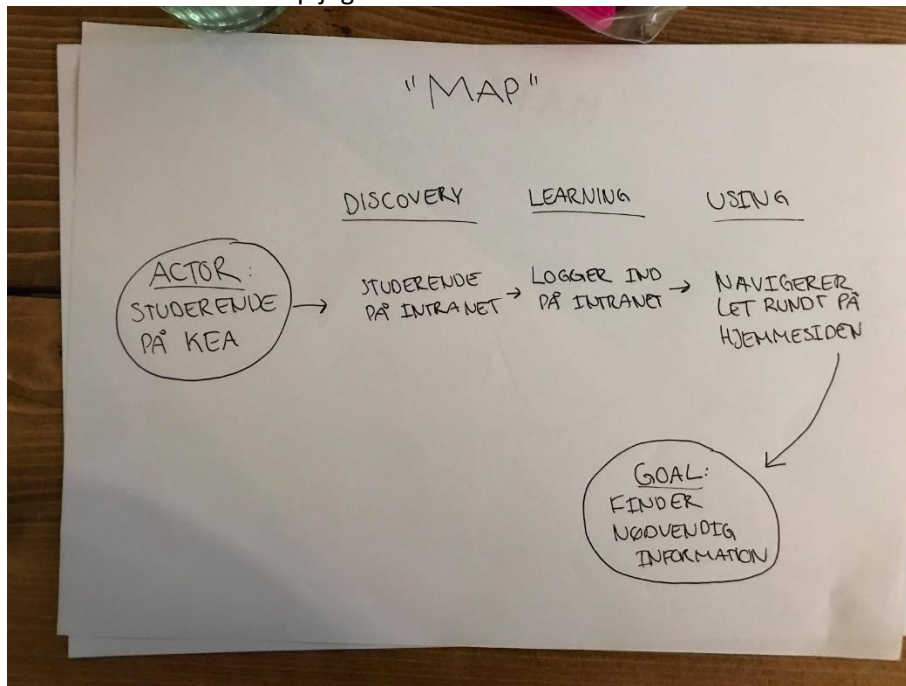 "MAP"
DISCOVERY LEARNING USING
ACTOR:
STUDERENDE
PÅ KEA
STUDERENDE
PÅ INTRANET
LOGGER IND
PÅ INTRANET
NAVIGERER
LET RUNDT PÅ
HJEMMESIDEN
GOAL:
FINDER
NØDVENDIG
INFORMATION